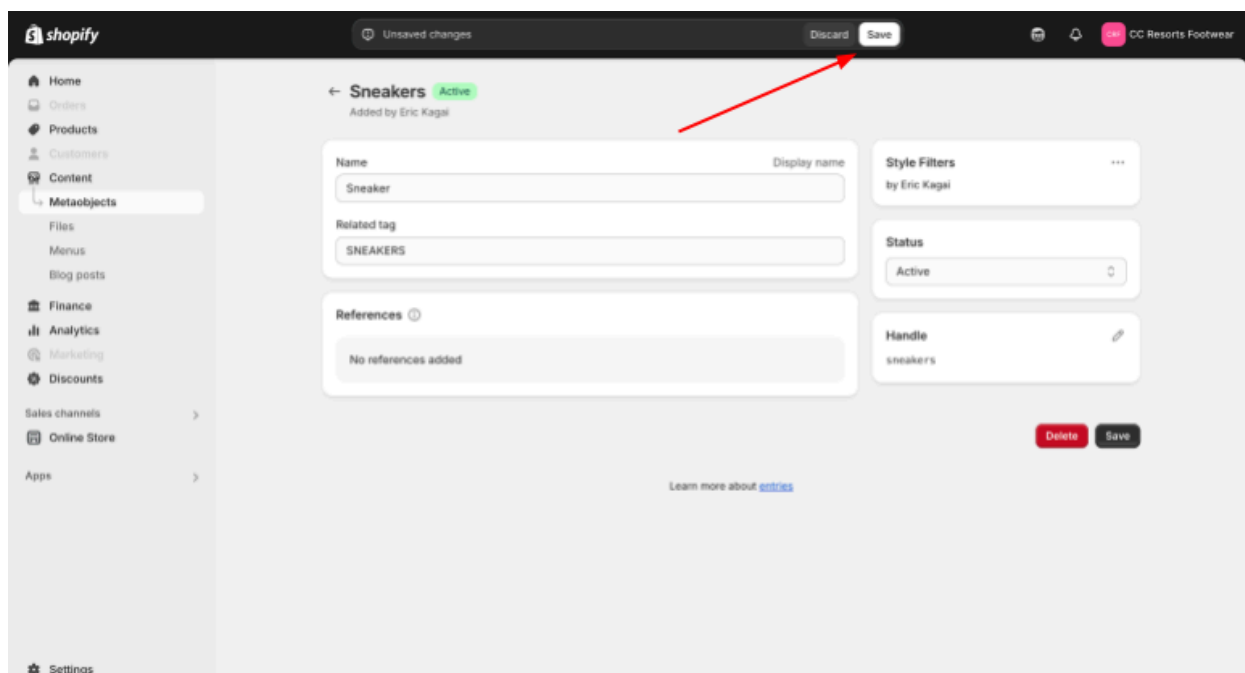 shopify
Unsaved changes
Discard
Save
CC Resorts Footwear
Home
Orders
Products
Customers
Content
Metaobjects
Files
Menus
Blog posts
Finance
Analytics
Marketing
Discounts
Sales channels
Online Store
Apps
Settings
Sneakers Active
Added by Eric Kagai
Name Display name
Sneaker
Related tag
SNEAKERS
References
No references added
Style Filters
by Eric Kagai
Status
Active
Handle
sneakers
Delete Save
Learn more about entries